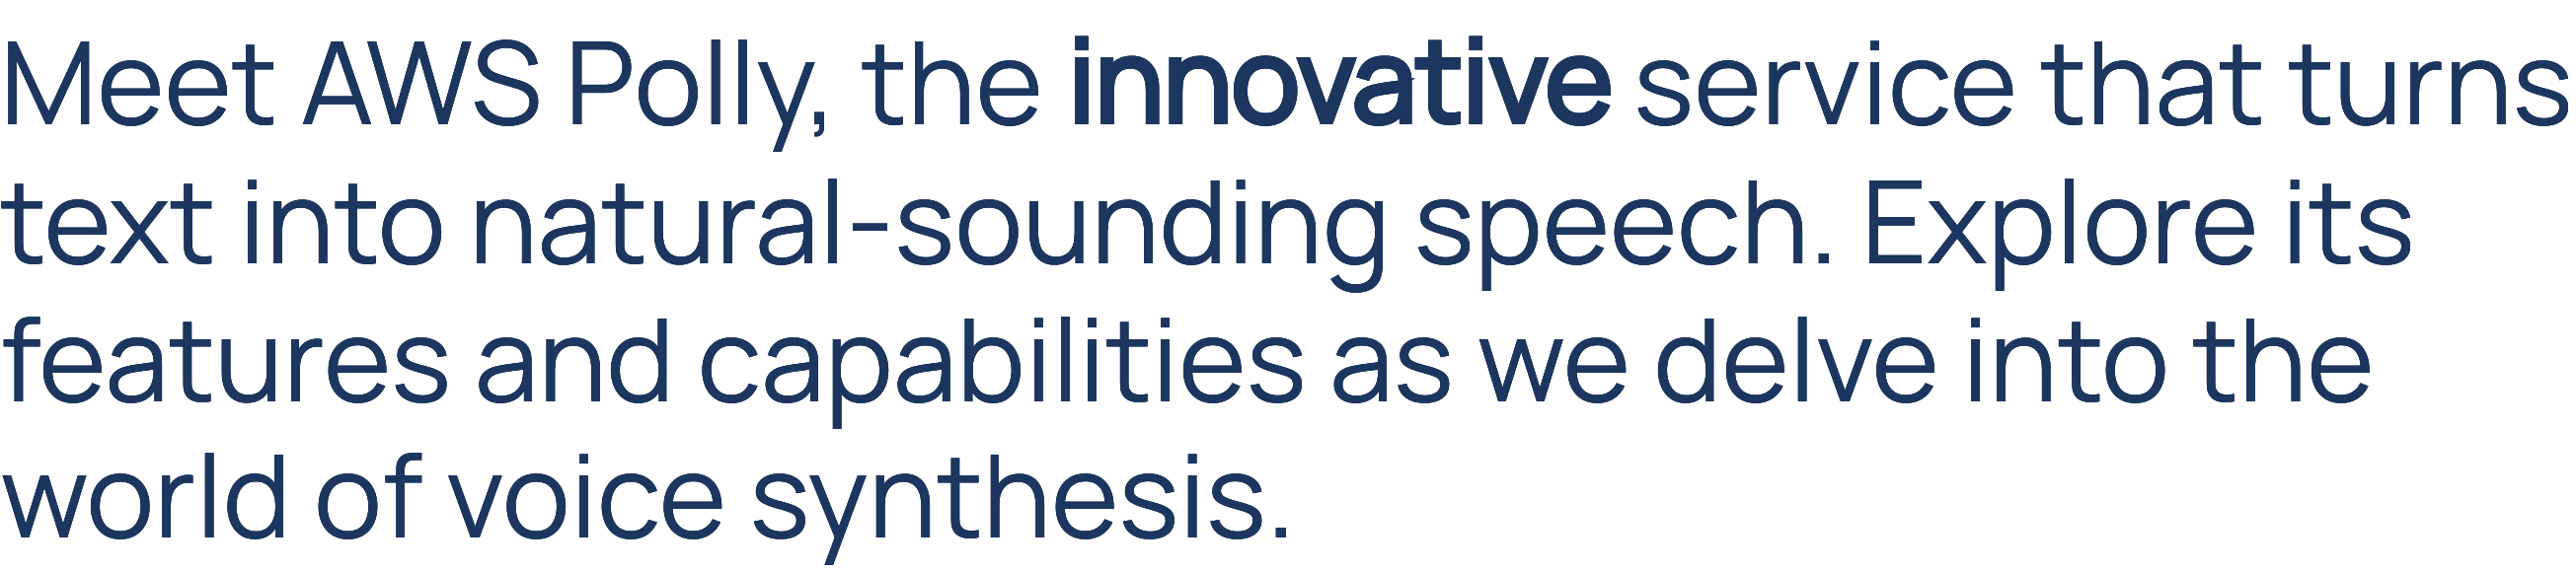 Meet AWS Polly, the innovative service that turns
text into natural-sounding speech. Explore its
features and capabilities as we delve into the
world of voice synthesis.